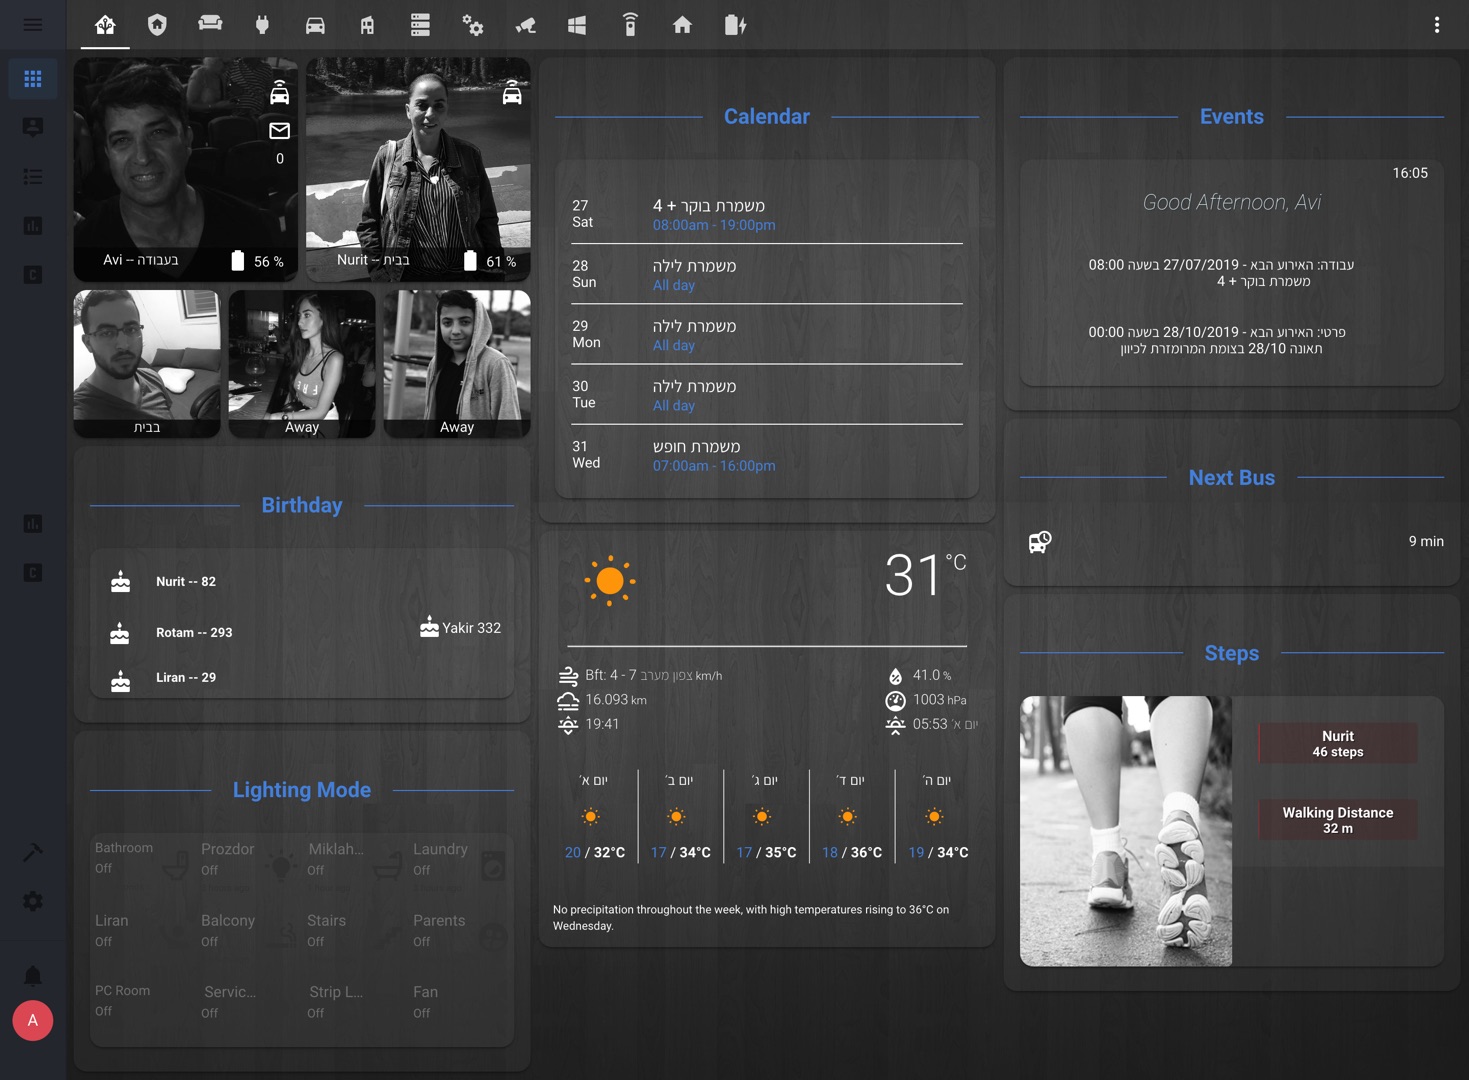 0
Avi -- בעבודה
56 %
Nurit -- בבית
61 %
בבית
Away
Away
Birthday
Nurit -- 82
Rotam -- 293
Liran -- 29
Yakir 332
Lighting Mode
Bathroom
Off
Prozdor
Off
Miklah...
Off
Laundry
Off
Liran
Off
Balcony
Off
Stairs
Off
Parents
Off
PC Room
Off
Servic...
Off
Strip L...
Off
Fan
Off
A
Calendar
27
Sat
משמרת בוקר + 4
08:00am - 19:00pm
28
Sun
משמרת לילה
All day
29
Mon
משמרת לילה
All day
30
Tue
משמרת לילה
All day
31
Wed
משמרת חופש
07:00am - 16:00pm
31 °C
Bft: 4 - 7 צפון מערב km/h
16.093 km
19:41
41.0 %
1003 hPa
05:53 יום א'
יום א'
20 / 32°C
יום ב'
17 / 34°C
יום ג'
17 / 35°C
יום ד'
18 / 36°C
יום ה'
19 / 34°C
No precipitation throughout the week, with high temperatures rising to 36°C on
Wednesday.
Events
16:05
Good Afternoon, Avi
עבודה: האירוע הבא - 27/07/2019 בשעה 08:00
משמרת בוקר + 4
פרטי: האירוע הבא - 28/10/2019 בשעה 00:00
תאונה 28/10 בצומת המרומזרת לכיוון
Next Bus
9 min
Steps
Nurit
46 steps
Walking Distance
32 m